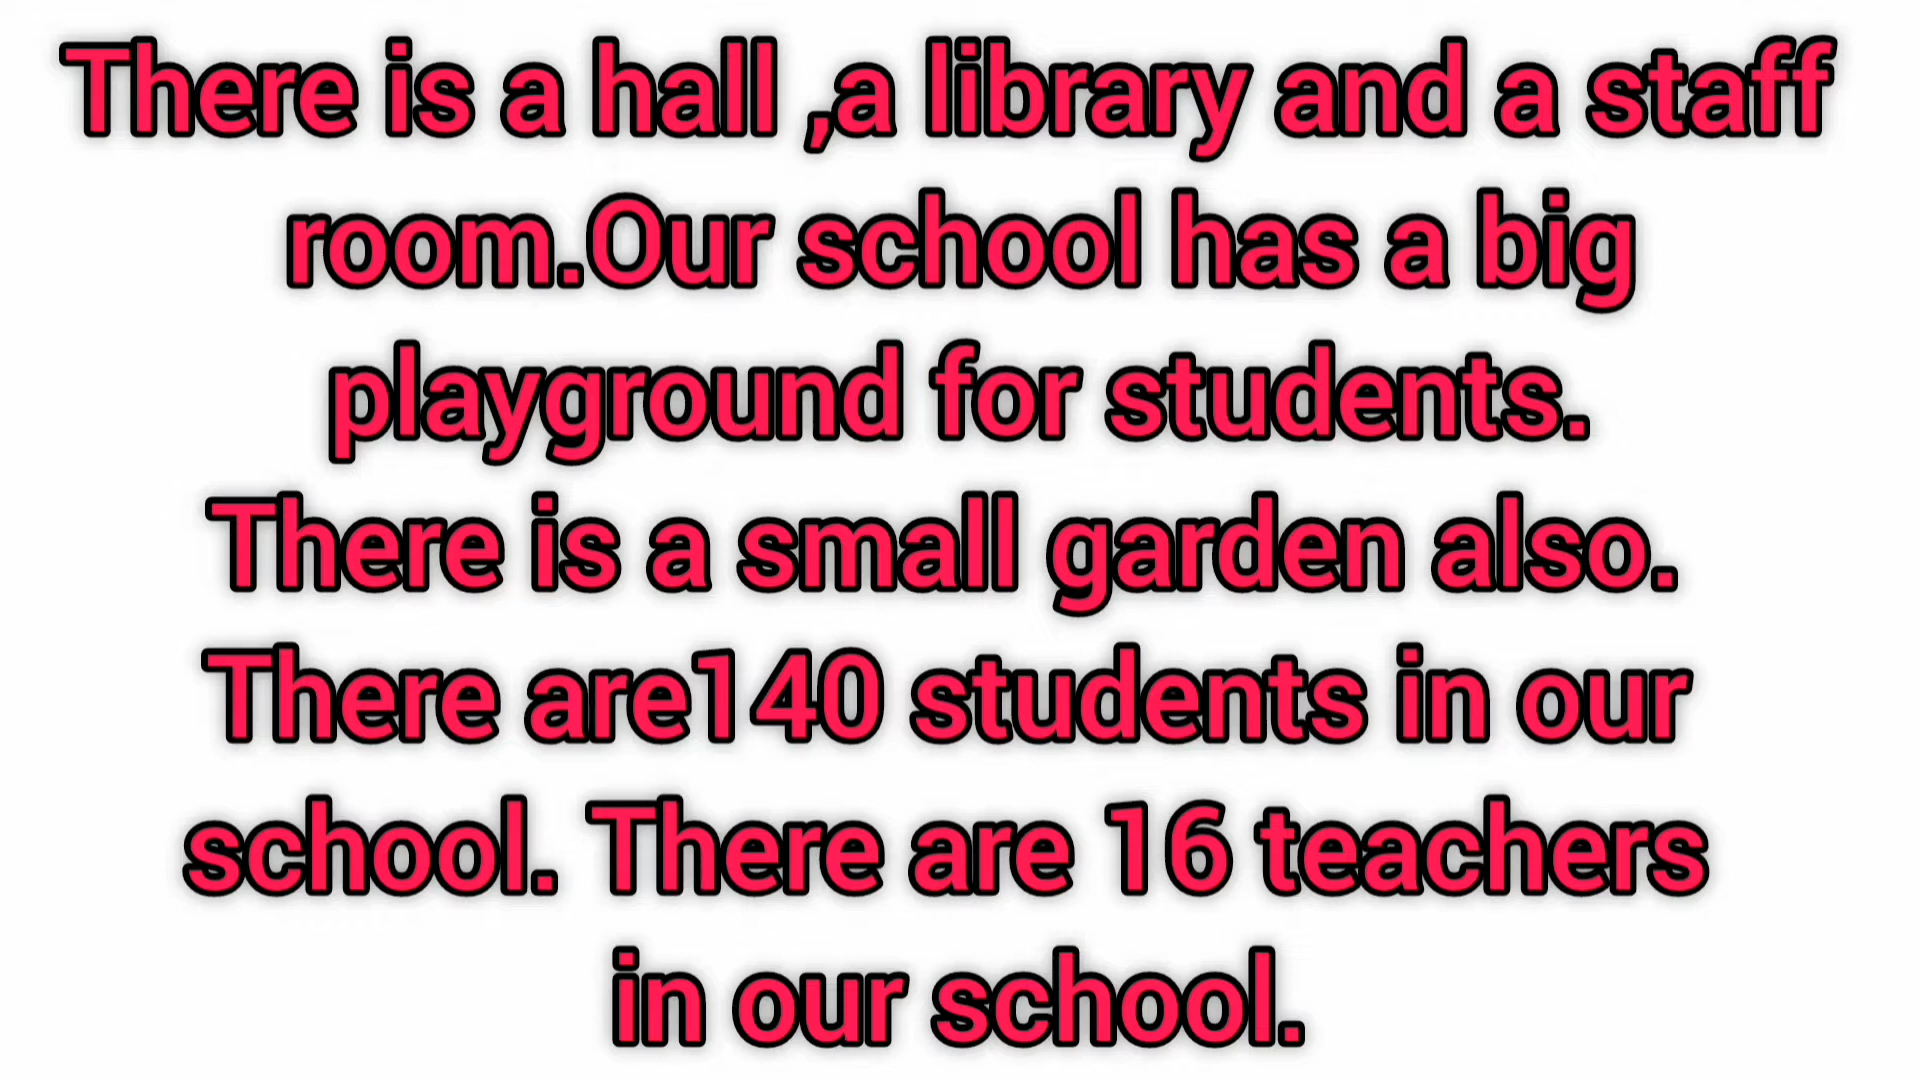 There is a hall ,a library and a staff
room.Our school has a big
playground for students.
There is a small garden also.
There are140 students in our
school. There are 16 teachers
in our school.